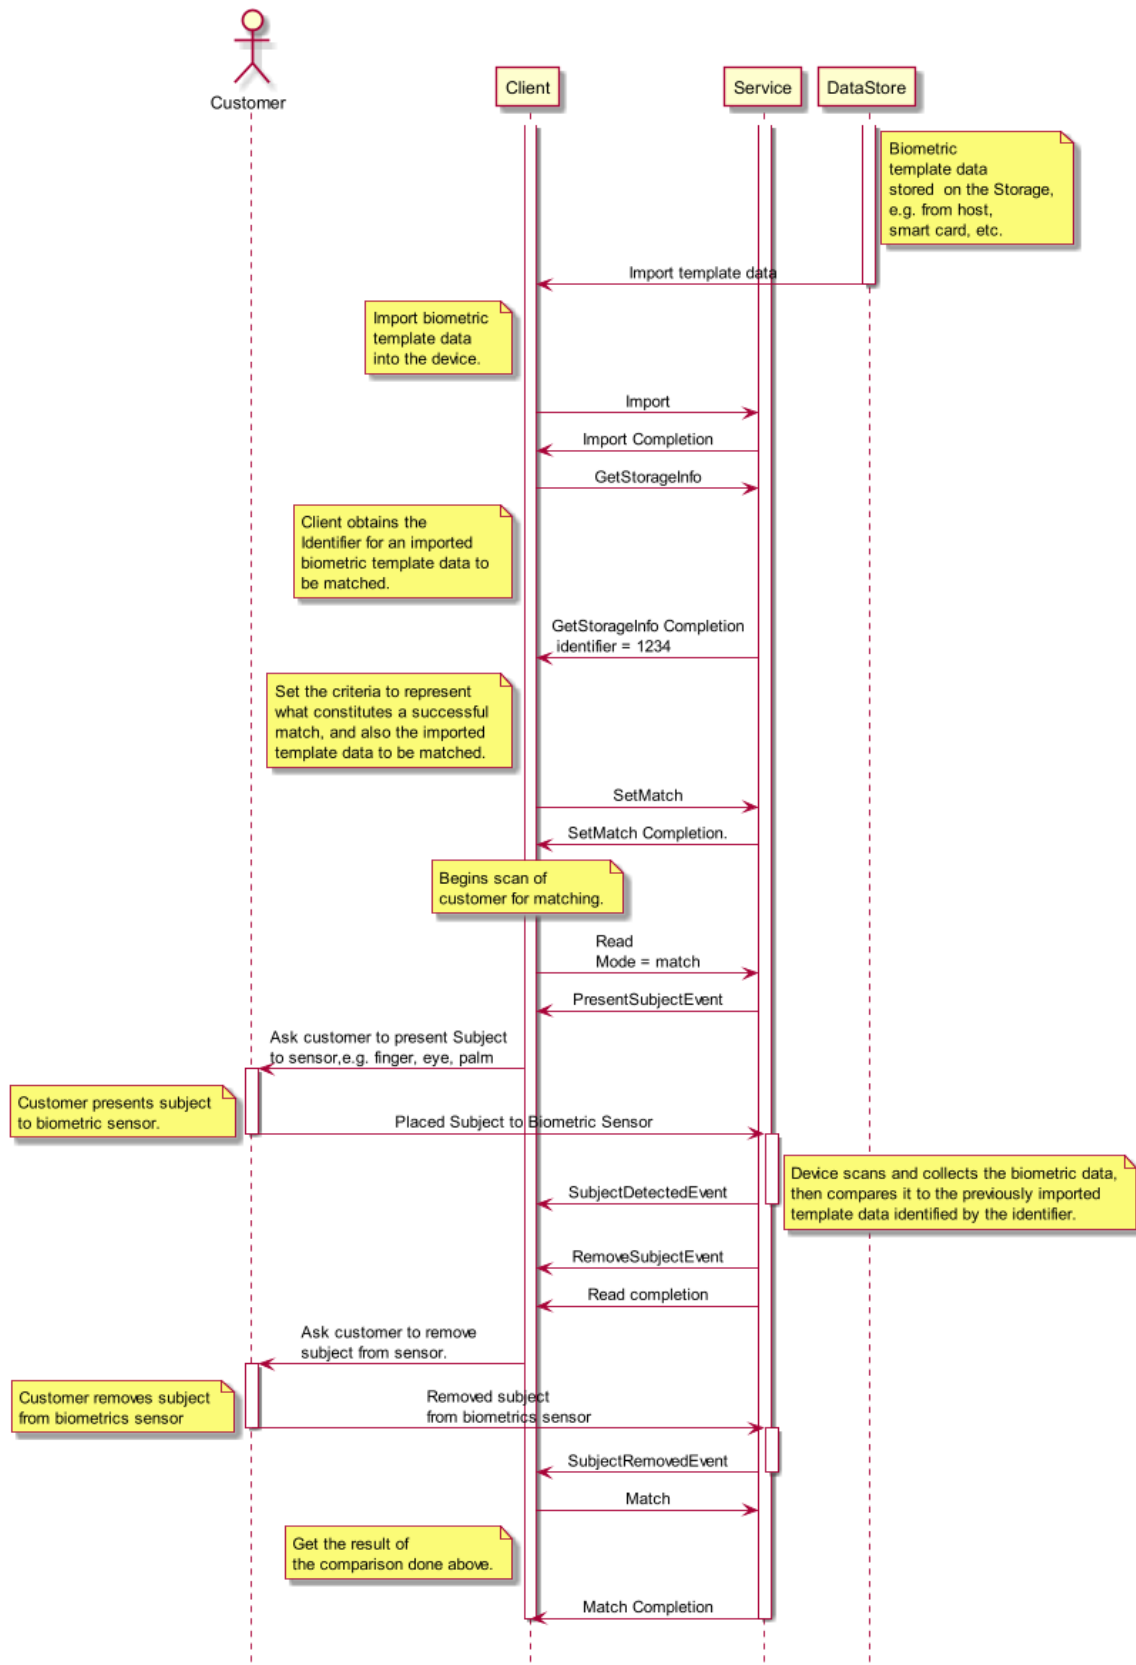 Customer
Client
Service
DataStore
Biometric
template data
stored  on the Storage,
e.g. from host,
smart card, etc.
Import template data
Import biometric
template data
into the device.
Import
Import Completion
GetStorageInfo
Client obtains the
Identifier for an imported
biometric template data to
be matched.
GetStorageInfo Completion
identifier = 1234
Set the criteria to represent
what constitutes a successful
match, and also the imported
template data to be matched.
SetMatch
SetMatch Completion.
Begins scan of
customer for matching.
Read
Mode = match
PresentSubjectEvent
Ask customer to present Subject
to sensor,e.g. finger, eye, palm
Customer presents subject
to biometric sensor.
Placed Subject to Biometric Sensor
Device scans and collects the biometric data,
then compares it to the previously imported
template data identified by the identifier.
SubjectDetectedEvent
RemoveSubjectEvent
Read completion
Ask customer to remove
subject from sensor.
Customer removes subject
from biometrics sensor
Removed subject
from biometrics sensor
SubjectRemovedEvent
Match
Get the result of
the comparison done above.
Match Completion